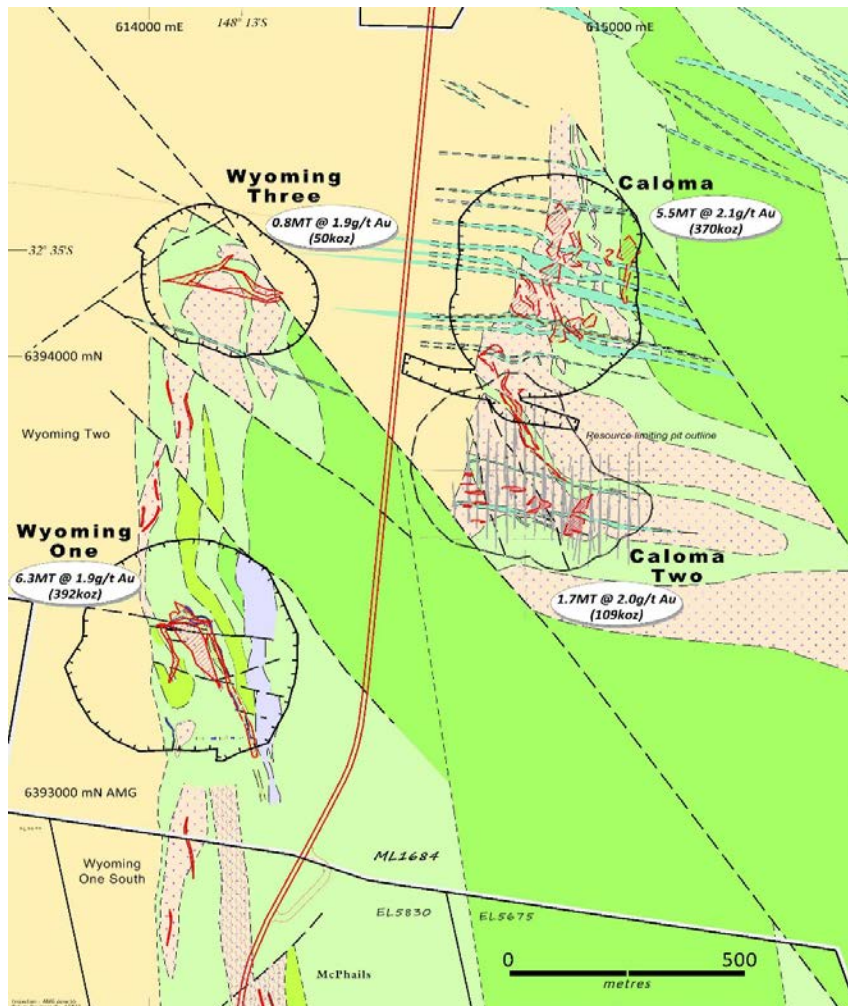 614000 mE
148° 13'S
615000mE
Wyoming
Three
0.8MT @ 1.9g/t Au
(50koz)
Caloma
5.5MT @ 2.1g/t Au
(370koz)
32° 35'S
6394000 mN
Wyoming Two
Resource limiting pit outline
Wyoming
One
6.3MT @ 1.9g/t Au
(392koz)
Caloma
Two
1.7MT @ 2.0g/t Au
(109koz)
6393000 mN AMG
Wyoming
One South
ML1684
EL5830
EL5675
McPhails
0
500
metres